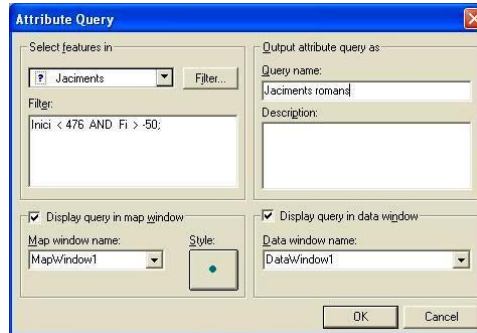 Attribute Query
Select features in
Jaciments
Filter...
Filter:
Inici < 476 AND Fi > -50;
Output attribute query as
Query name:
Jaciments romans
Description:
Display query in map window
Map window name:
Style:
MapWindow1
Display query in data window
Data window name:
DataWindow1
OK
Cancel